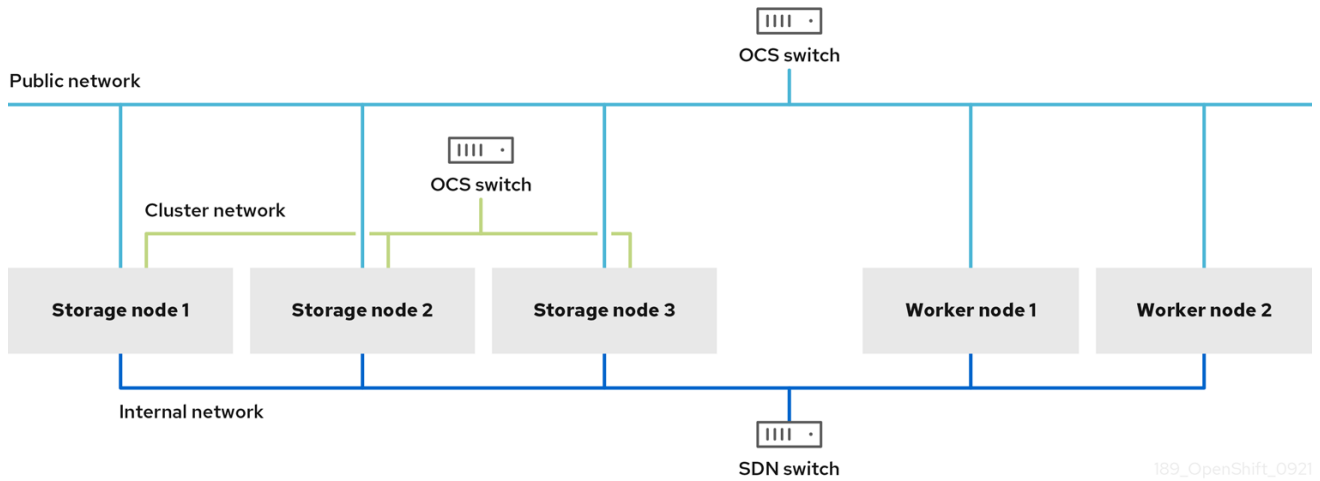 OCS switch
Public network
OCS switch
Cluster network
Storage node 1
Storage node 2
Storage node 3
Worker node 1
Worker node 2
Internal network
SDN switch
189_OpenShift_0921